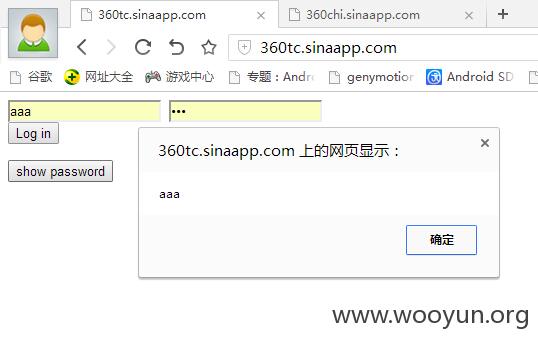 360tc.sinaapp.com
360chi.sinaapp.com
360tc.sinaapp.com
谷歌
网址大全
游戏中心
专题：Andr
genymotion
Android SD
aaa
•••
Log in
show password
360tc.sinaapp.com 上的网页显示：
aaa
确定
www.wooyun.org